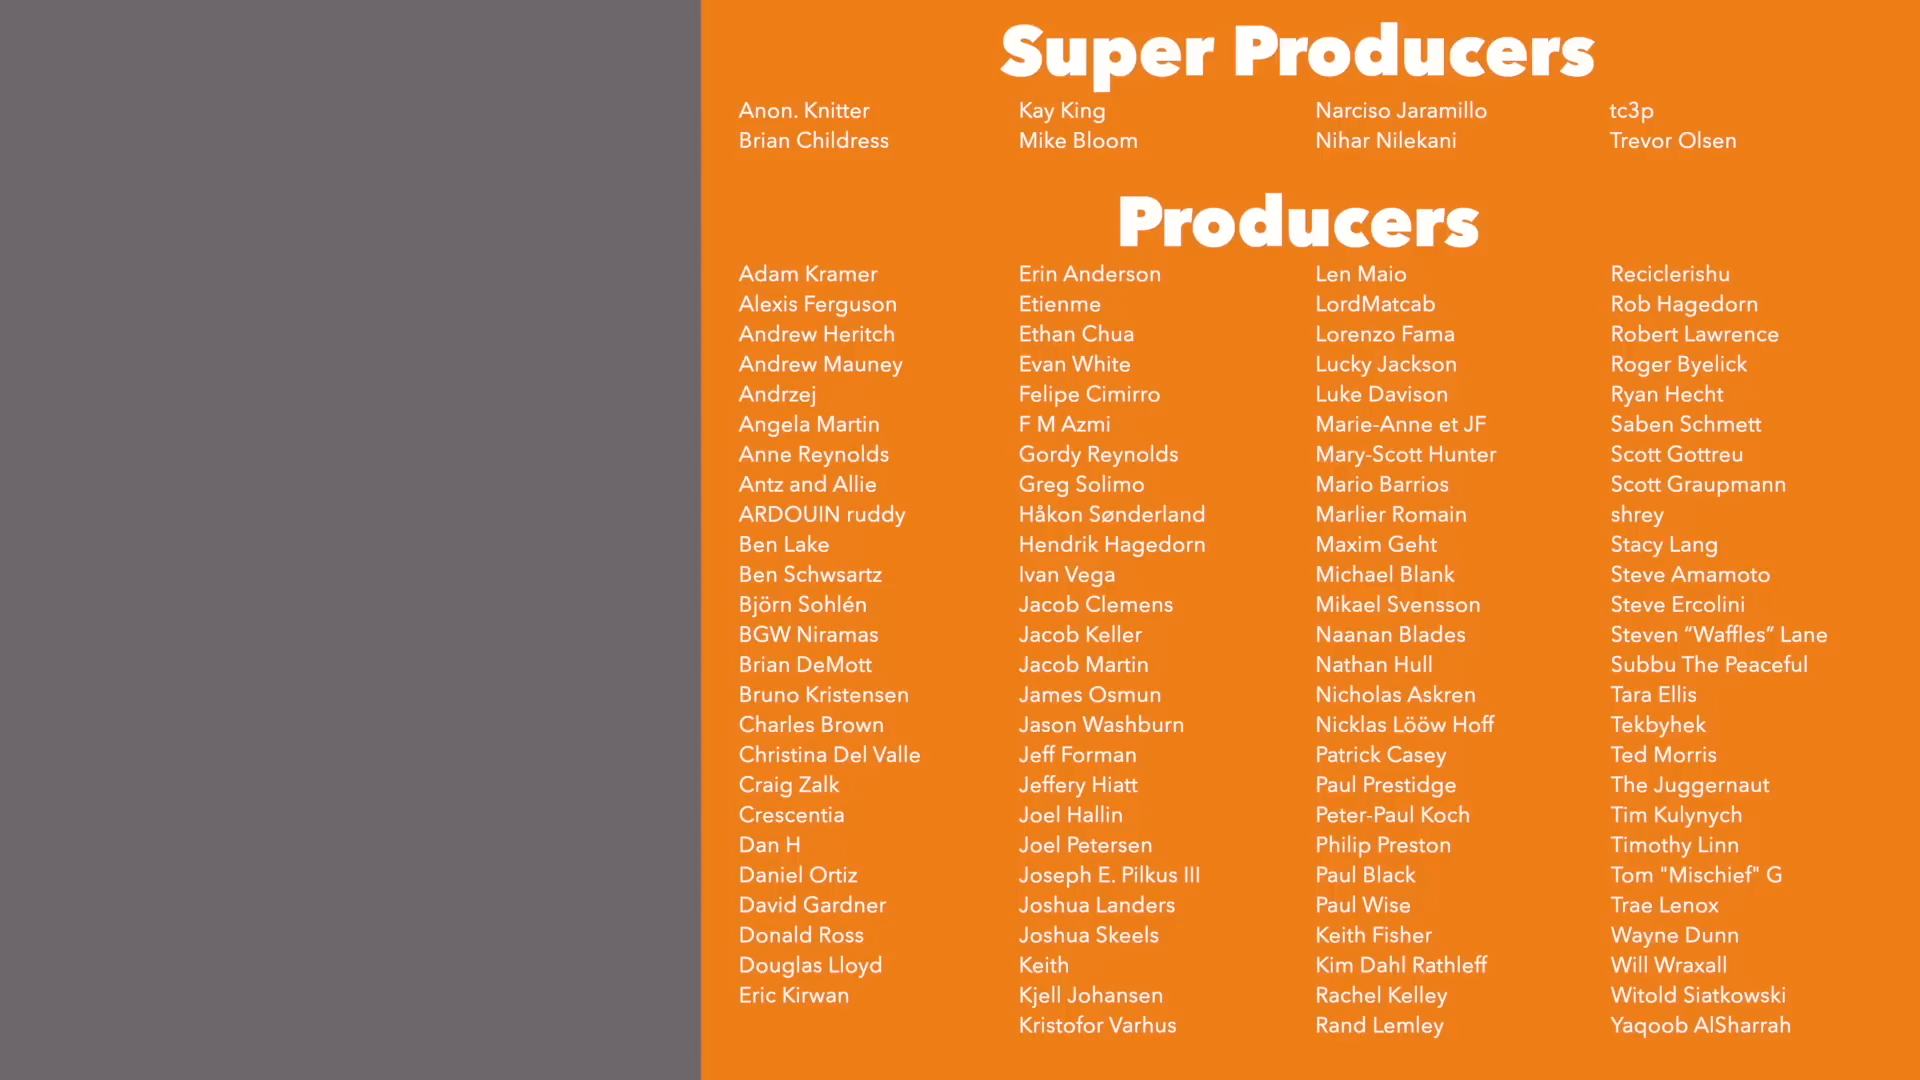 Super Producers
Anon. Knitter
Brian Childress
Kay King
Mike Bloom
Narciso Jaramillo
Nihar Nilekani
tc3p
Trevor Olsen
Producers
Adam Kramer
Alexis Ferguson
Andrew Heritch
Andrew Mauney
Andrzej
Angela Martin
Anne Reynolds
Antz and Allie
ARDOUIN ruddy
Ben Lake
Ben Schwsartz
Björn Sohlén
BGW Niramas
Brian DeMott
Bruno Kristensen
Charles Brown
Christina Del Valle
Craig Zalk
Crescentia
Dan H
Daniel Ortiz
David Gardner
Donald Ross
Douglas Lloyd
Eric Kirwan
Erin Anderson
Etienme
Ethan Chua
Evan White
Felipe Cimirro
F M Azmi
Gordy Reynolds
Greg Solimo
Håkon Sønderland
Hendrik Hagedorn
Ivan Vega
Jacob Clemens
Jacob Keller
Jacob Martin
James Osmun
Jason Washburn
Jeff Forman
Jeffery Hiatt
Joel Hallin
Joel Petersen
Joseph E. Pilkus III
Joshua Landers
Joshua Skeels
Keith
Kjell Johansen
Kristofor Varhus
Len Maio
LordMatcab
Lorenzo Fama
Lucky Jackson
Luke Davison
Marie-Anne et JF
Mary-Scott Hunter
Mario Barrios
Marlier Romain
Maxim Geht
Michael Blank
Mikael Svensson
Naanan Blades
Nathan Hull
Nicholas Askren
Nicklas Lööw Hoff
Patrick Casey
Paul Prestidge
Peter-Paul Koch
Philip Preston
Paul Black
Paul Wise
Keith Fisher
Kim Dahl Rathleff
Rachel Kelley
Rand Lemley
Reciclerishu
Rob Hagedorn
Robert Lawrence
Roger Byelick
Ryan Hecht
Saben Schmett
Scott Gottreu
Scott Graupmann
shrey
Stacy Lang
Steve Amamoto
Steve Ercolini
Steven “Waffles” Lane
Subbu The Peaceful
Tara Ellis
Tekbyhek
Ted Morris
The Juggernaut
Tim Kulynych
Timothy Linn
Tom "Mischief" G
Trae Lenox
Wayne Dunn
Will Wraxall
Witold Siatkowski
Yaqoob AlSharrah